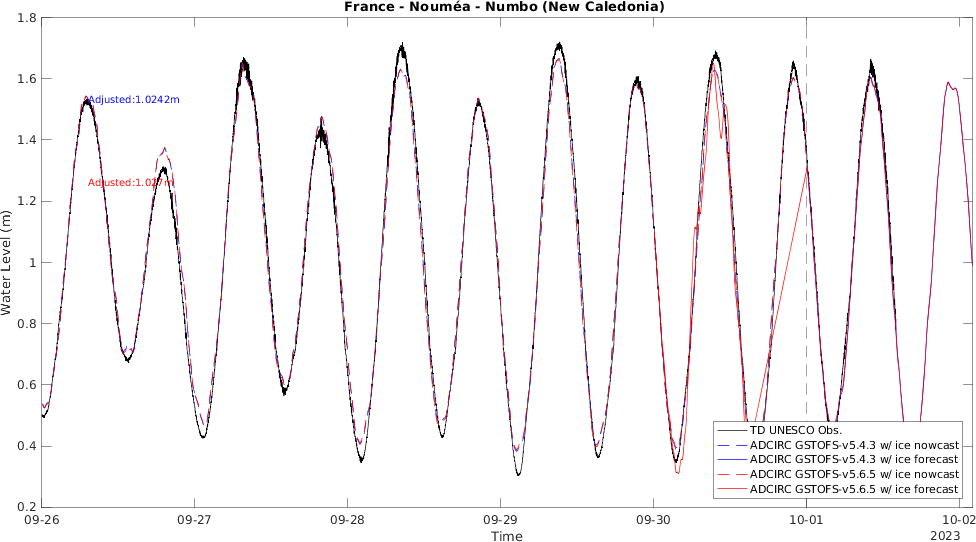 France - Nouméa - Numbo (New Caledonia)
Water Level (m)
1.8
1.6
1.4
1.2
1
0.8
0.6
0.4
0.2
Adjusted:1.0242m
TD UNESCO Obs.
ADCIRC GSTOFS-v5.4.3 w/ ice nowcast
ADCIRC GSTOFS-v5.4.3 w/ ice forecast
ADCIRC GSTOFS-v5.6.5 w/ ice nowcast
ADCIRC GSTOFS-v5.6.5 w/ ice forecast
09-26
09-27
09-28
09-29
09-30
10-01
10-02
Time
2023